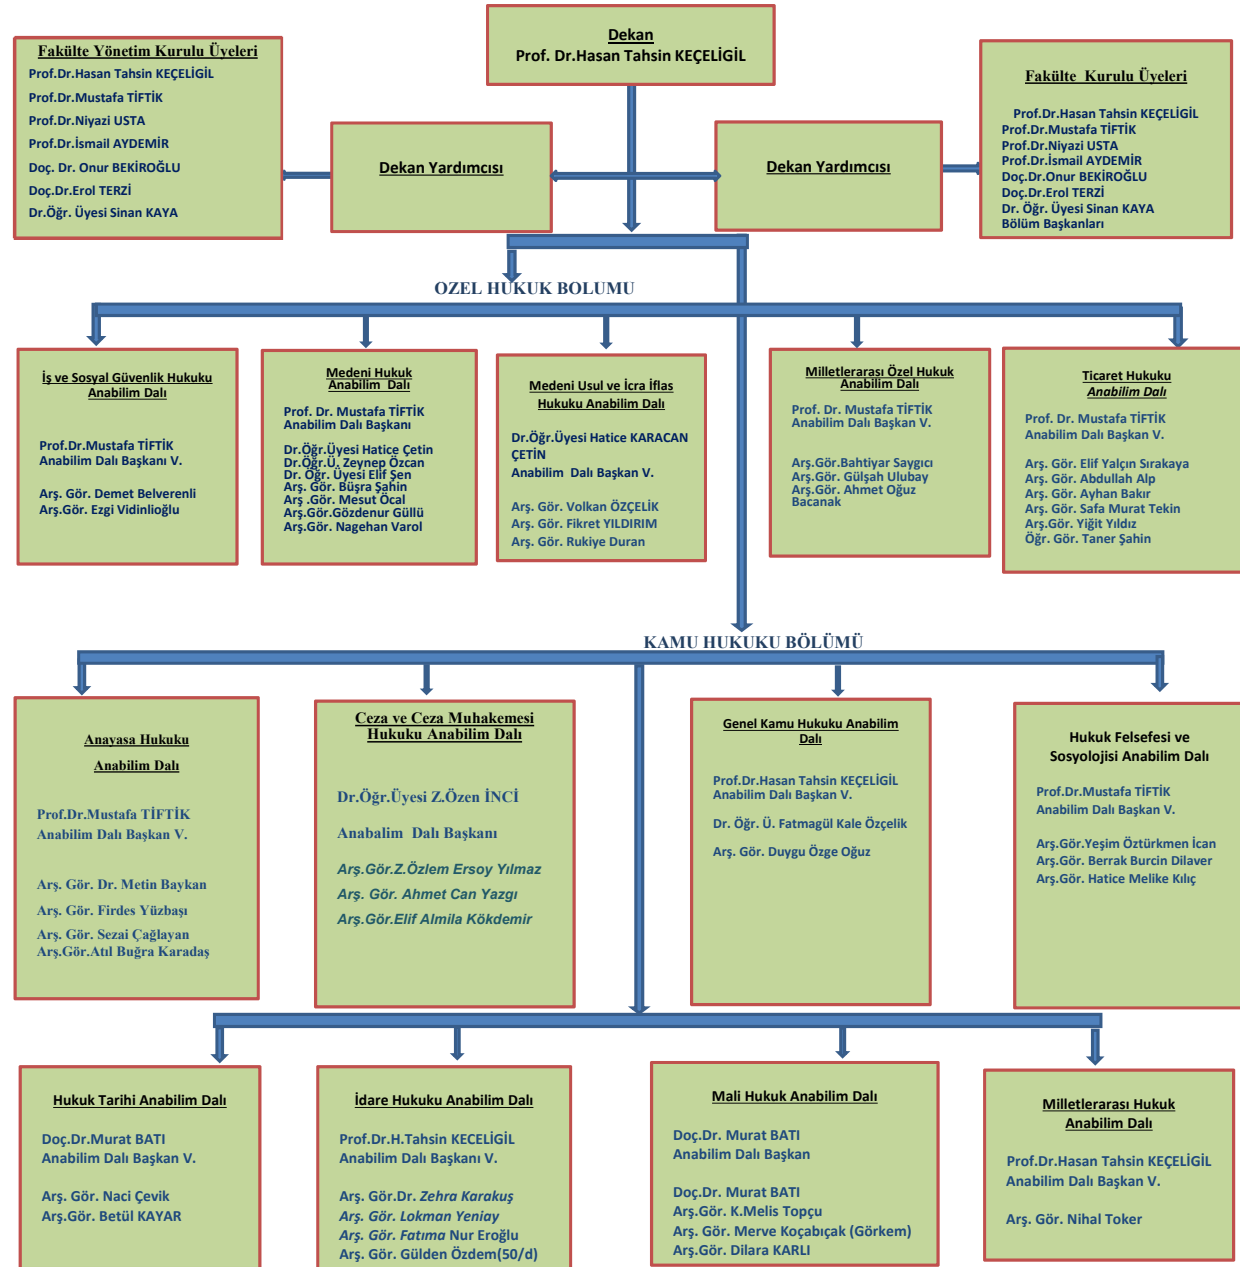 Dekan
Prof. Dr.Hasan Tahsin KEÇELİGİL
Fakülte Yönetim Kurulu Üyeleri
Prof.Dr.Hasan Tahsin KEÇELİGİL
Prof.Dr.Mustafa TİFTİK
Prof.Dr.Niyazi USTA
Prof.Dr.İsmail AYDEMİR
Doç. Dr. Onur BEKİROĞLU
Doç.Dr.Erol TERZİ
Dr.Öğr. Üyesi Sinan KAYA
Dekan Yardımcısı
Dekan Yardımcısı
Fakülte  Kurulu Üyeleri
Prof.Dr.Hasan Tahsin KEÇELİGİL
Prof.Dr.Mustafa TİFTİK
Prof.Dr.Niyazi USTA
Prof.Dr.İsmail AYDEMİR
Doç.Dr.Onur BEKİROĞLU
Doç.Dr.Erol TERZİ
Dr. Öğr. Üyesi Sinan KAYA
Bölüm Başkanları
OZEL HUKUK BOLUMU
İş ve Sosyal Güvenlik Hukuku
Anabilim Dalı
Prof.Dr.Mustafa TİFTİK
Anabilim Dalı Başkanı V.
Arş. Gör. Demet Belverenli
Arş.Gör. Ezgi Vidinlioğlu
Medeni Hukuk
Anabilim  Dalı
Prof. Dr. Mustafa TİFTİK
Anabilim Dalı Başkanı
Dr.Öğr.Üyesi Hatice Çetin
Dr.Öğr.Ü. Zeynep Özcan
Dr. Öğr. Üyesi Elif Şen
Arş. Gör. Büşra Şahin
Arş .Gör. Mesut Öcal
Arş.Gör.Gözdenur Güllü
Arş.Gör. Nagehan Varol
Medeni Usul ve İcra İflas
Hukuku Anabilim Dalı
Dr.Öğr.Üyesi Hatice KARACAN
ÇETİN
Anabilim  Dalı Başkan V.
Arş. Gör. Volkan ÖZÇELİK
Arş. Gör. Fikret YILDIRIM
Arş. Gör. Rukiye Duran
Milletlerarası Özel Hukuk
Anabilim Dalı
Prof. Dr. Mustafa TİFTİK
Anabilim Dalı Başkan V.
Arş.Gör.Bahtiyar Saygıcı
Arş.Gör. Gülşah Ulubay
Arş.Gör. Ahmet Oğuz
Bacanak
Ticaret Hukuku
Anabilim Dalı
Prof. Dr. Mustafa TİFTİK
Anabilim Dalı Başkan V.
Arş. Gör. Elif Yalçın Sırakaya
Arş. Gör. Abdullah Alp
Arş. Gör. Ayhan Bakır
Arş. Gör. Safa Murat Tekin
Arş.Gör. Yiğit Yıldız
Öğr. Gör. Taner Şahin
KAMU HUKUKU BÖLÜMÜ
Anayasa Hukuku
Anabilim Dalı
Prof.Dr.Mustafa TİFTİK
Anabilim Dalı Başkan V.
Arş. Gör. Dr. Metin Baykan
Arş. Gör. Firdes Yüzbaşı
Arş. Gör. Sezai Çağlayan
Arş.Gör.Atıl Buğra Karadaş
Ceza ve Ceza Muhakemesi
Hukuku Anabilim Dalı
Dr.Öğr.Üyesi Z.Özen İNCİ
Anabalim  Dalı Başkanı
Arş.Gör.Z.Özlem Ersoy Yılmaz
Arş. Gör. Ahmet Can Yazgı
Arş.Gör.Elif Almila Kökdemir
Genel Kamu Hukuku Anabilim
Dalı
Prof.Dr.Hasan Tahsin KEÇELİGİL
Anabilim Dalı Başkan V.
Dr. Öğr. Ü. Fatmagül Kale Özçelik
Arş. Gör. Duygu Özge Oğuz
Hukuk Felsefesi ve
Sosyolojisi Anabilim Dalı
Prof.Dr.Mustafa TİFTİK
Anabilim Dalı Başkan V.
Arş.Gör.Yeşim Öztürkmen İcan
Arş.Gör. Berrak Burcin Dilaver
Arş.Gör. Hatice Melike Kılıç
Hukuk Tarihi Anabilim Dalı
Doç.Dr.Murat BATI
Anabilim Dalı Başkan V.
Arş. Gör. Naci Çevik
Arş.Gör. Betül KAYAR
İdare Hukuku Anabilim Dalı
Prof.Dr.H.Tahsin KECELİGİL
Anabilim Dalı Başkanı V.
Arş. Gör.Dr. Zehra Karakuş
Arş. Gör. Lokman Yeniay
Arş. Gör. Fatıma Nur Eroğlu
Arş. Gör. Gülden Özdem(50/d)
Mali Hukuk Anabilim Dalı
Doç.Dr. Murat BATI
Anabilim Dalı Başkan
Doç.Dr. Murat BATI
Arş.Gör. K.Melis Topçu
Arş. Gör. Merve Koçabıçak (Görkem)
Arş.Gör. Dilara KARLI
Milletlerarası Hukuk
Anabilim Dalı
Prof.Dr.Hasan Tahsin KEÇELİGİL
Anabilim Dalı Başkan V.
Arş. Gör. Nihal Toker